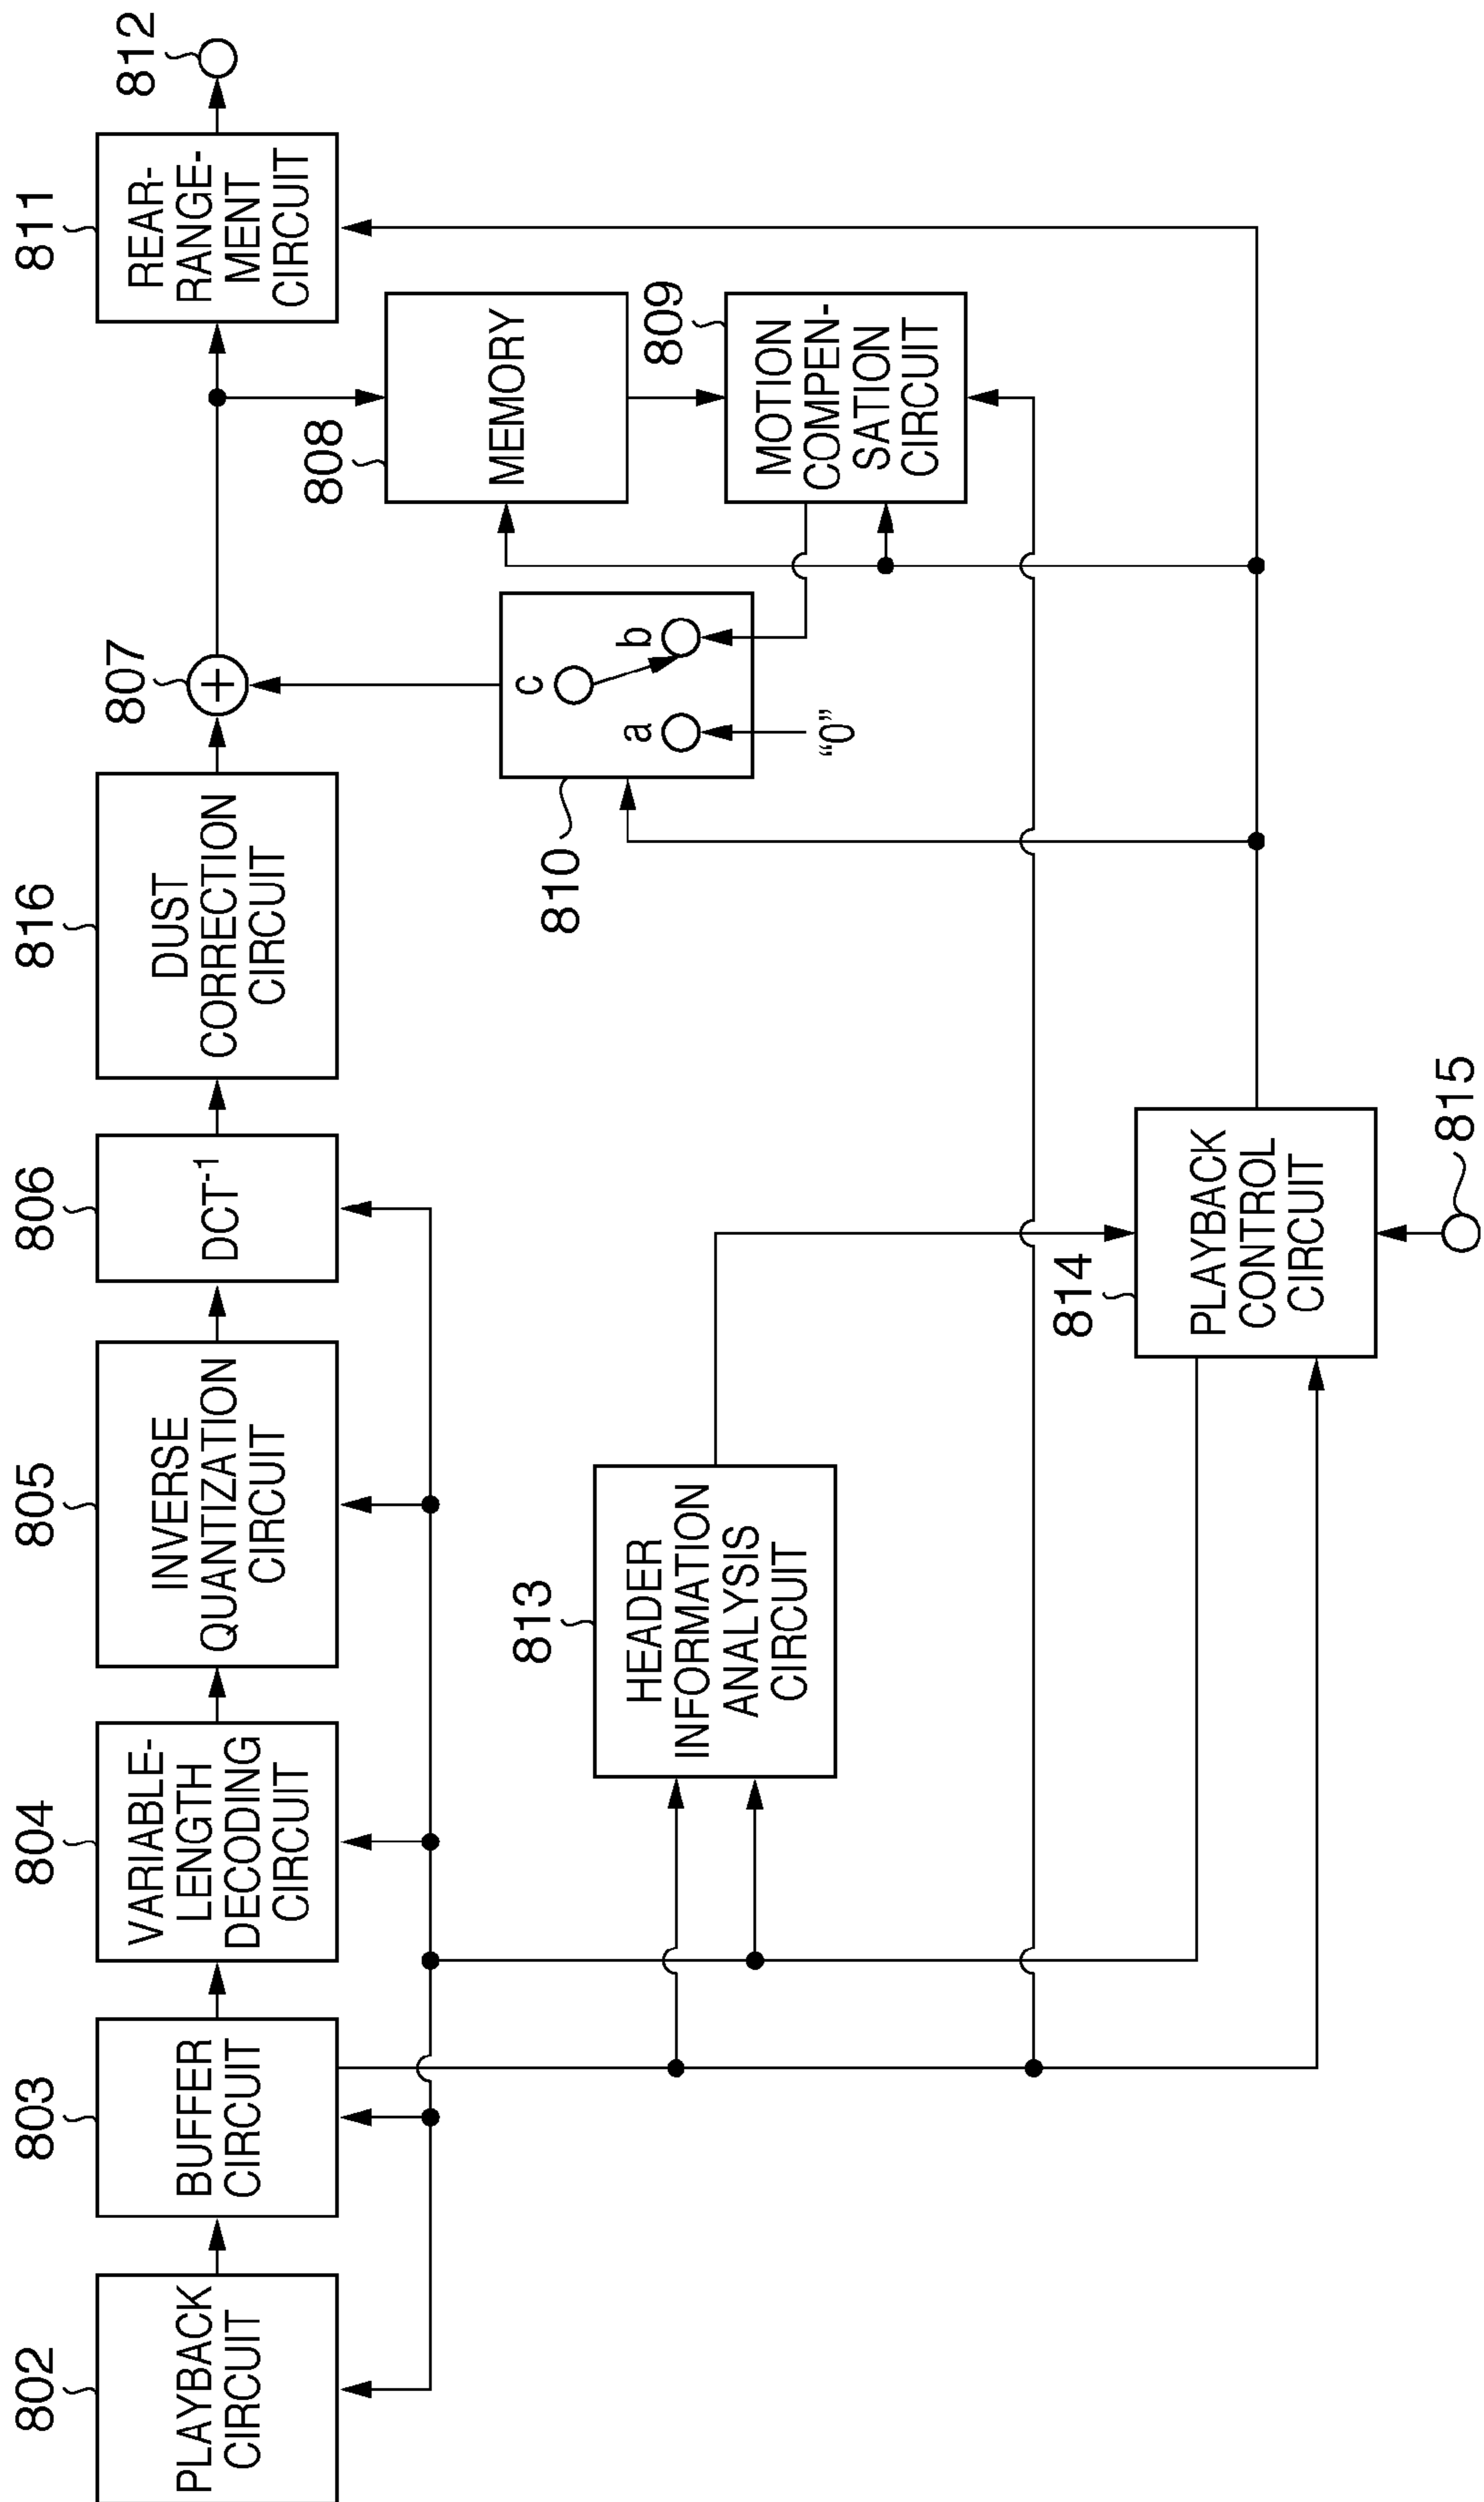 802
PLAYBACK
CIRCUIT
803
BUFFER
CIRCUIT
804
VARIABLE-
LENGTH
DECODING
CIRCUIT
805
INVERSE
QUANTIZATION
CIRCUIT
806
DCT⁻¹
816
DUST
CORRECTION
CIRCUIT
807
+
811
REAR-
RANGE-
MENT
CIRCUIT
812
808
MEMORY
809
MOTION
COMPEN-
SATION
CIRCUIT
810
c
a
b
“0”
813
HEADER
INFORMATION
ANALYSIS
CIRCUIT
814
PLAYBACK
CONTROL
CIRCUIT
815